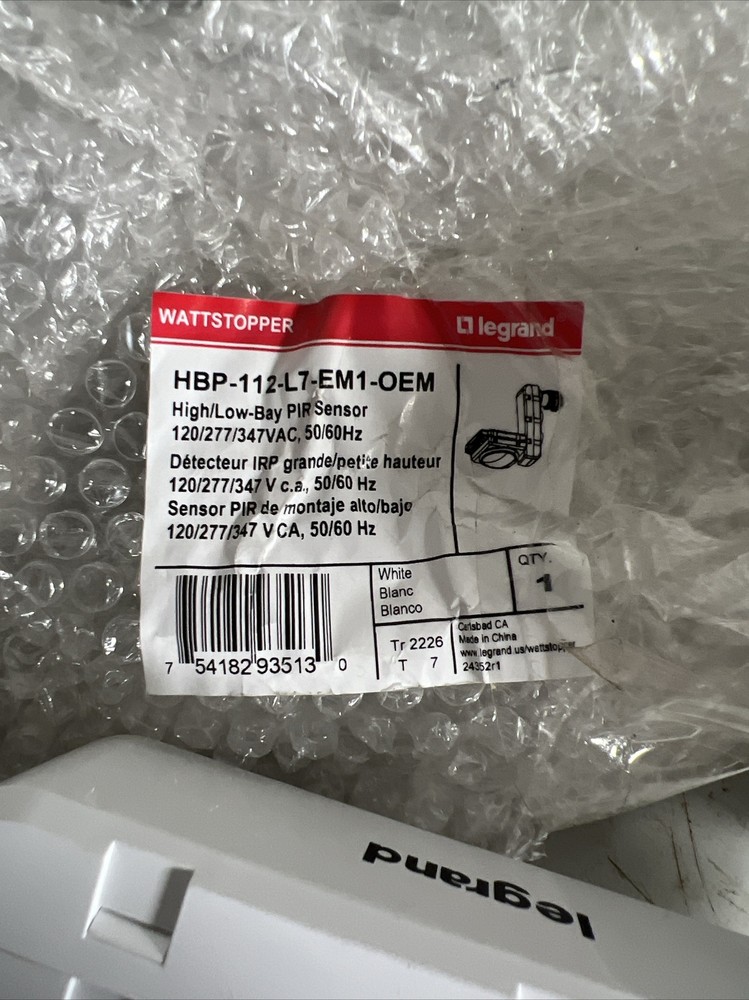 WATTSTOPPER
legrand
HBP-112-L7-EM1-OEM
High/Low-Bay PIR Sensor
120/277/347VAC, 50/60Hz
Détecteur IRP grande/petite hauteur
120/277/347 V c.a., 50/60 Hz
Sensor PIR de montaje alto/bajo
120/277/347 V CA, 50/60 Hz
White
Blanc
Blanco
QTY.
1
7 54182 93513 0
Tr 2226
T 7
Carlsbad CA
Made in China
www.legrand.us/wattstopper
24352r1
legrand